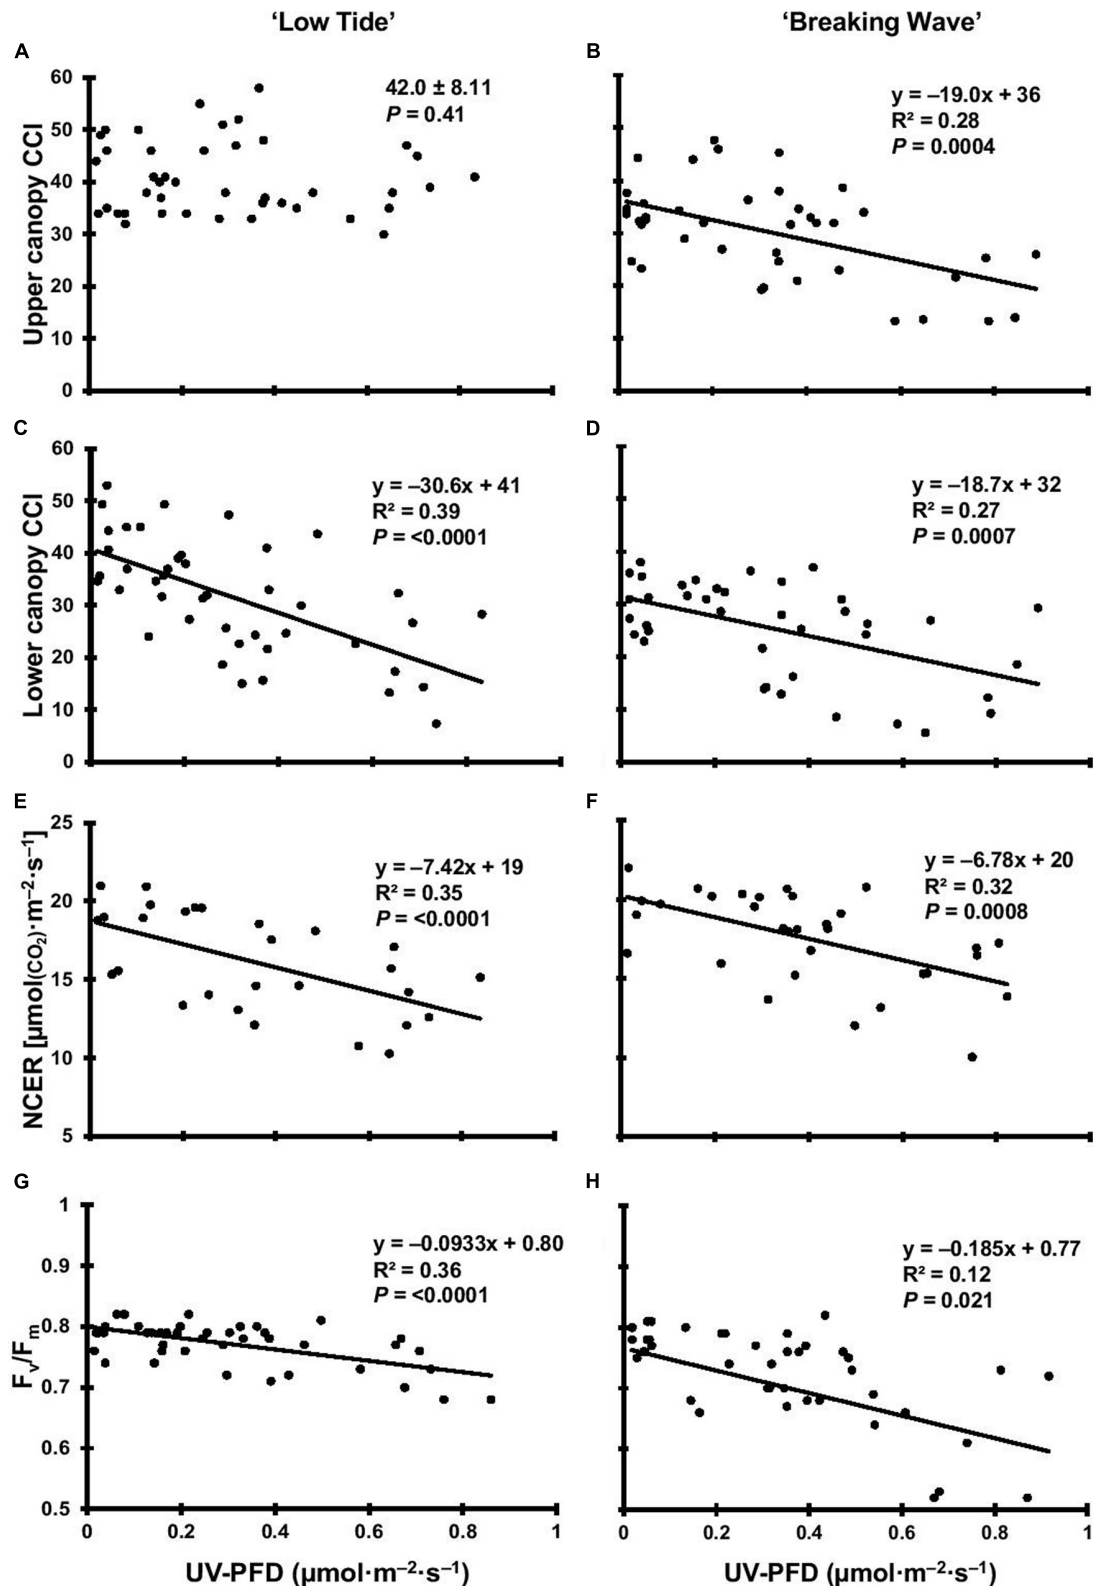 ‘Low Tide’
‘Breaking Wave’
A
Upper canopy CCI
60
50
40
30
20
10
0
42.0 ± 8.11
P = 0.41
B
y = –19.0x + 36
R² = 0.28
P = 0.0004
C
Lower canopy CCI
60
50
40
30
20
10
0
y = –30.6x + 41
R² = 0.39
P = <0.0001
D
y = –18.7x + 32
R² = 0.27
P = 0.0007
E
NCER [µmol(CO₂)·m⁻²·s⁻¹]
25
20
15
10
5
y = –7.42x + 19
R² = 0.35
P = <0.0001
F
y = –6.78x + 20
R² = 0.32
P = 0.0008
G
Fᵥ/Fₘ
1
0.9
0.8
0.7
0.6
0.5
y = –0.0933x + 0.80
R² = 0.36
P = <0.0001
0
0.2
0.4
0.6
0.8
1
UV-PFD (µmol·m⁻²·s⁻¹)
H
y = –0.185x + 0.77
R² = 0.12
P = 0.021
0
0.2
0.4
0.6
0.8
1
UV-PFD (µmol·m⁻²·s⁻¹)